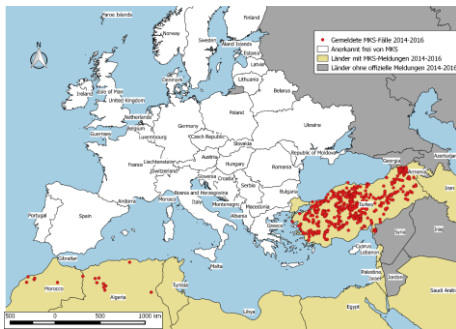 Faroe Islands
Finland
Norway
Sweden
Aland Islands
Estonia
Latvia
Denmark
Lithuania
Ireland
Isle of Man
United Kingdom
Belarus
Netherlands
Poland
Guernsey
Belgium
Germany
Luxembourg
Czech Republic
Ukraine
Slovakia
France
Liechtenstein
Austria
Republic of Moldova
Switzerland
Hungary
Slovenia
Croatia
Romania
Bosnia and Herzegovina
Serbia
Andorra
Monaco
Italy
Montenegro
Bulgaria
Portugal
Spain
Albania
Macedonia
Greece
Turkey
Georgia
Armenia
Azerbaijan
Iran
Gibraltar
Malta
Cyprus
Lebanon
Syria
Iraq
Palestine
Israel
Jordan
Morocco
Algeria
Tunisia
Libya
Egypt
Saudi Arabia
Gemeldete MKS-Fälle 2014-2016
Anerkannt frei von MKS
Länder mit MKS-Meldungen 2014-2016
Länder ohne offizielle Meldungen 2014-2016
500 0 500 1000 km